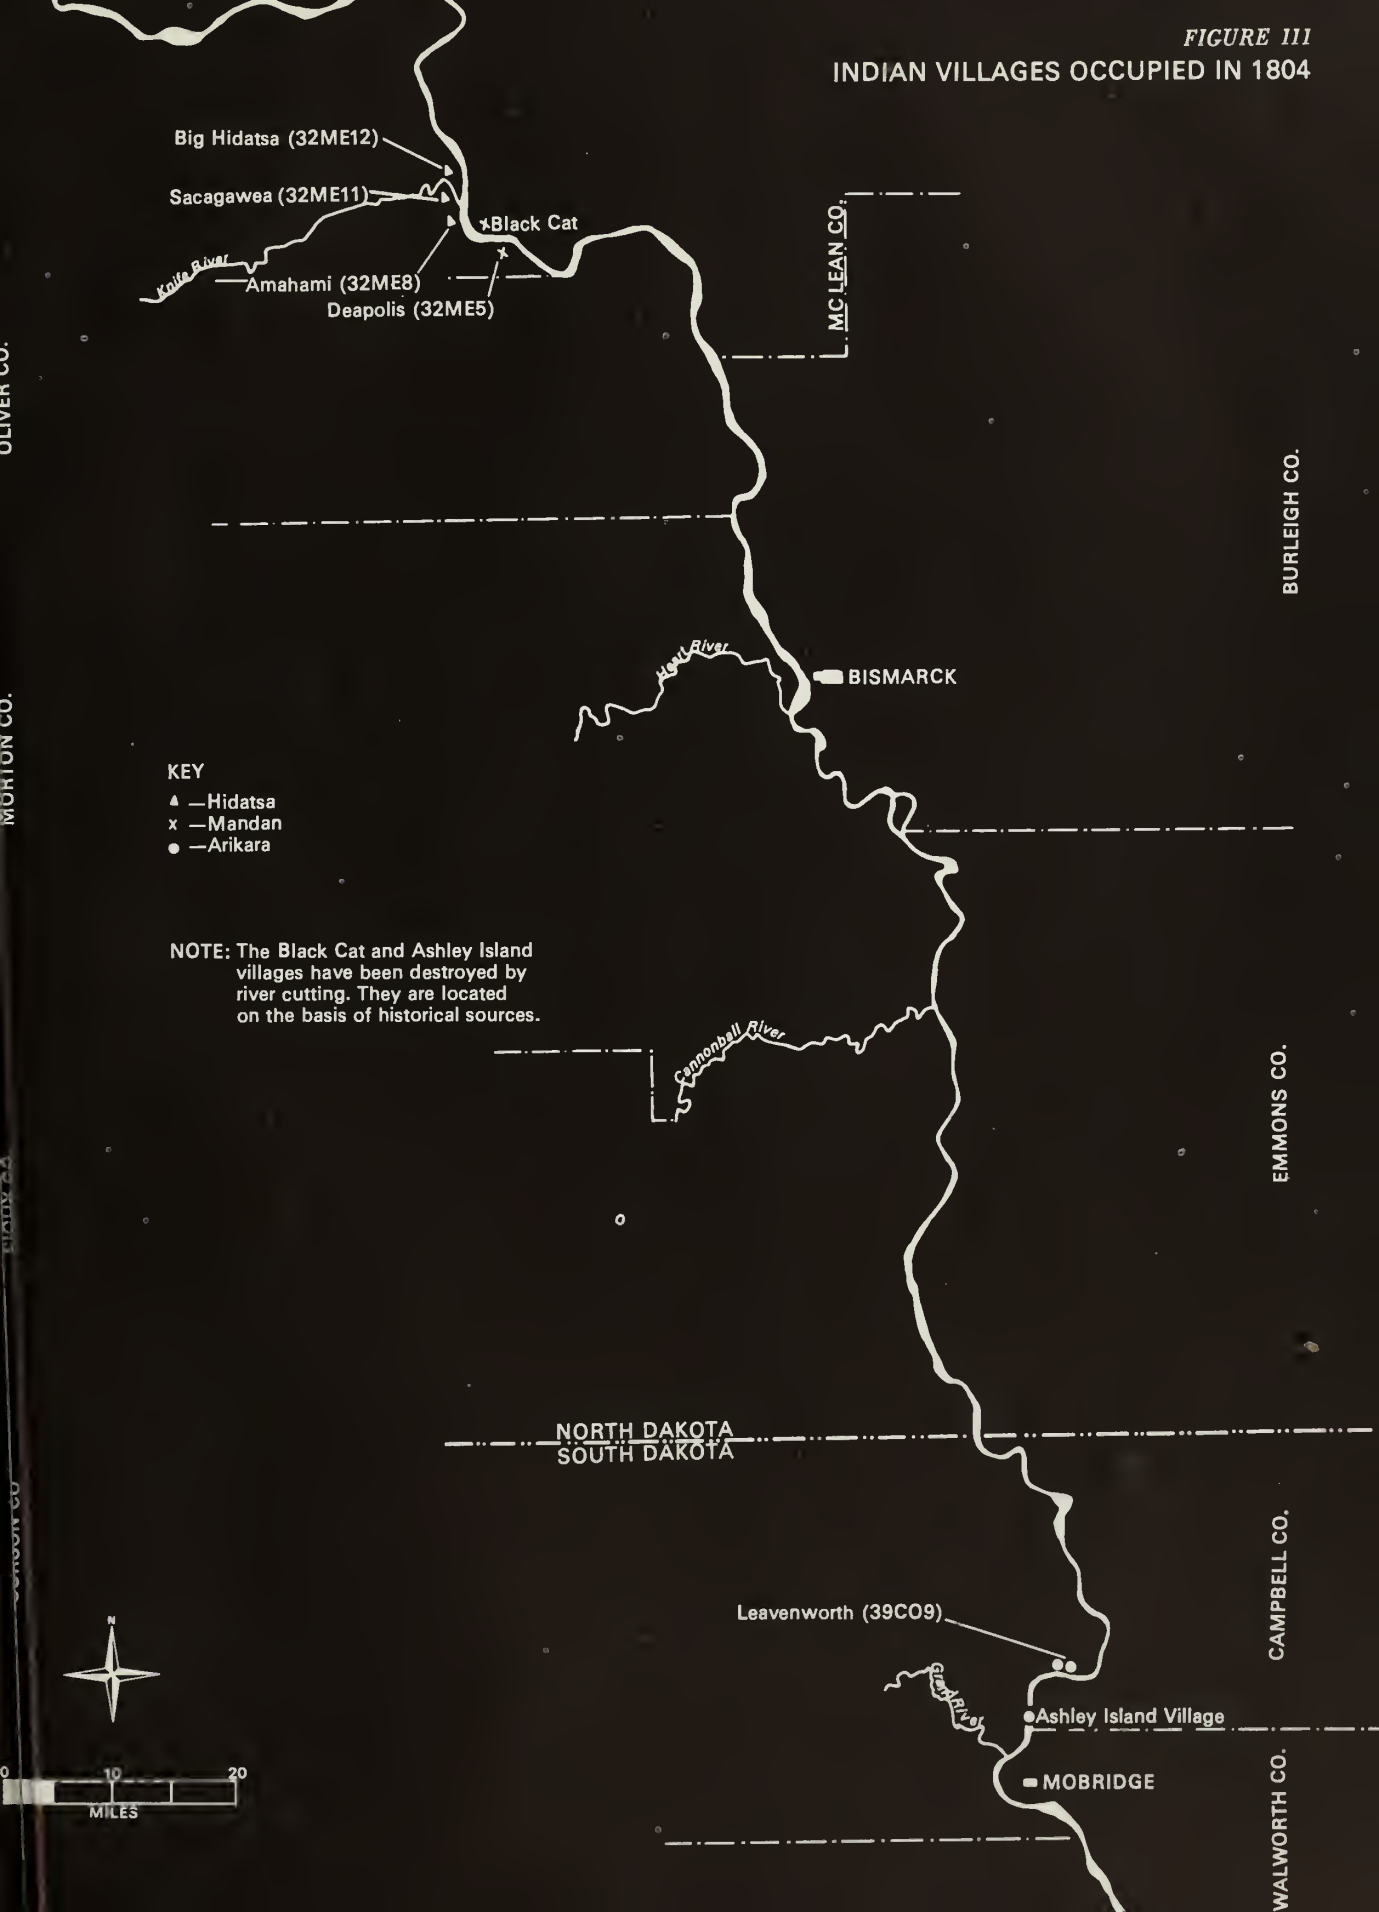 FIGURE III
INDIAN VILLAGES OCCUPIED IN 1804
Big Hidatsa (32ME12)
Sacagawea (32ME11)
Black Cat
Knife River
Amahami (32ME8)
Deapolis (32ME5)
MC LEAN CO.
OLIVER CO.
BURLEIGH CO.
Heart River
BISMARCK
MORTON CO.
KEY
▲ —Hidatsa
x —Mandan
● —Arikara
NOTE: The Black Cat and Ashley Island
villages have been destroyed by
river cutting. They are located
on the basis of historical sources.
Cannonball River
EMMONS CO.
SIOUX CO.
NORTH DAKOTA
SOUTH DAKOTA
CAMPBELL CO.
Leavenworth (39CO9)
N
Grand River
Ashley Island Village
MOBRIDGE
WALWORTH CO.
0 10 20
MILES